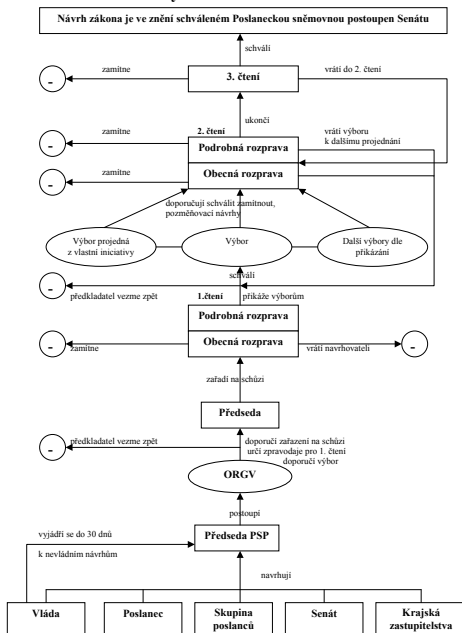 Návrh zákona je ve znění schváleném Poslaneckou sněmovnou postoupen Senátu
schválí
zamítne
-
3. čtení
vrátí do 2. čtení
ukončí
zamítne
-
2. čtení
vrátí výboru
k dalšímu projednání
Podrobná rozprava
zamítne
-
Obecná rozprava
doporučují schválit zamítnout,
pozměňovací návrhy
Výbor projedná
z vlastní iniciativy
Výbor
Další výbory dle
přikázání
schválí
-
předkladatel vezme zpět
1.čtení
přikáže výborům
Podrobná rozprava
-
zamítne
Obecná rozprava
vrátí navrhovateli
-
zařadí na schůzi
Předseda
-
předkladatel vezme zpět
doporučí zařazení na schůzi
určí zpravodaje pro 1. čtení
doporučí výbor
ORGV
postoupí
vyjádří se do 30 dnů
k nevládním návrhům
Předseda PSP
navrhují
Vláda
Poslanec
Skupina
poslanců
Senát
Krajská
zastupitelstva